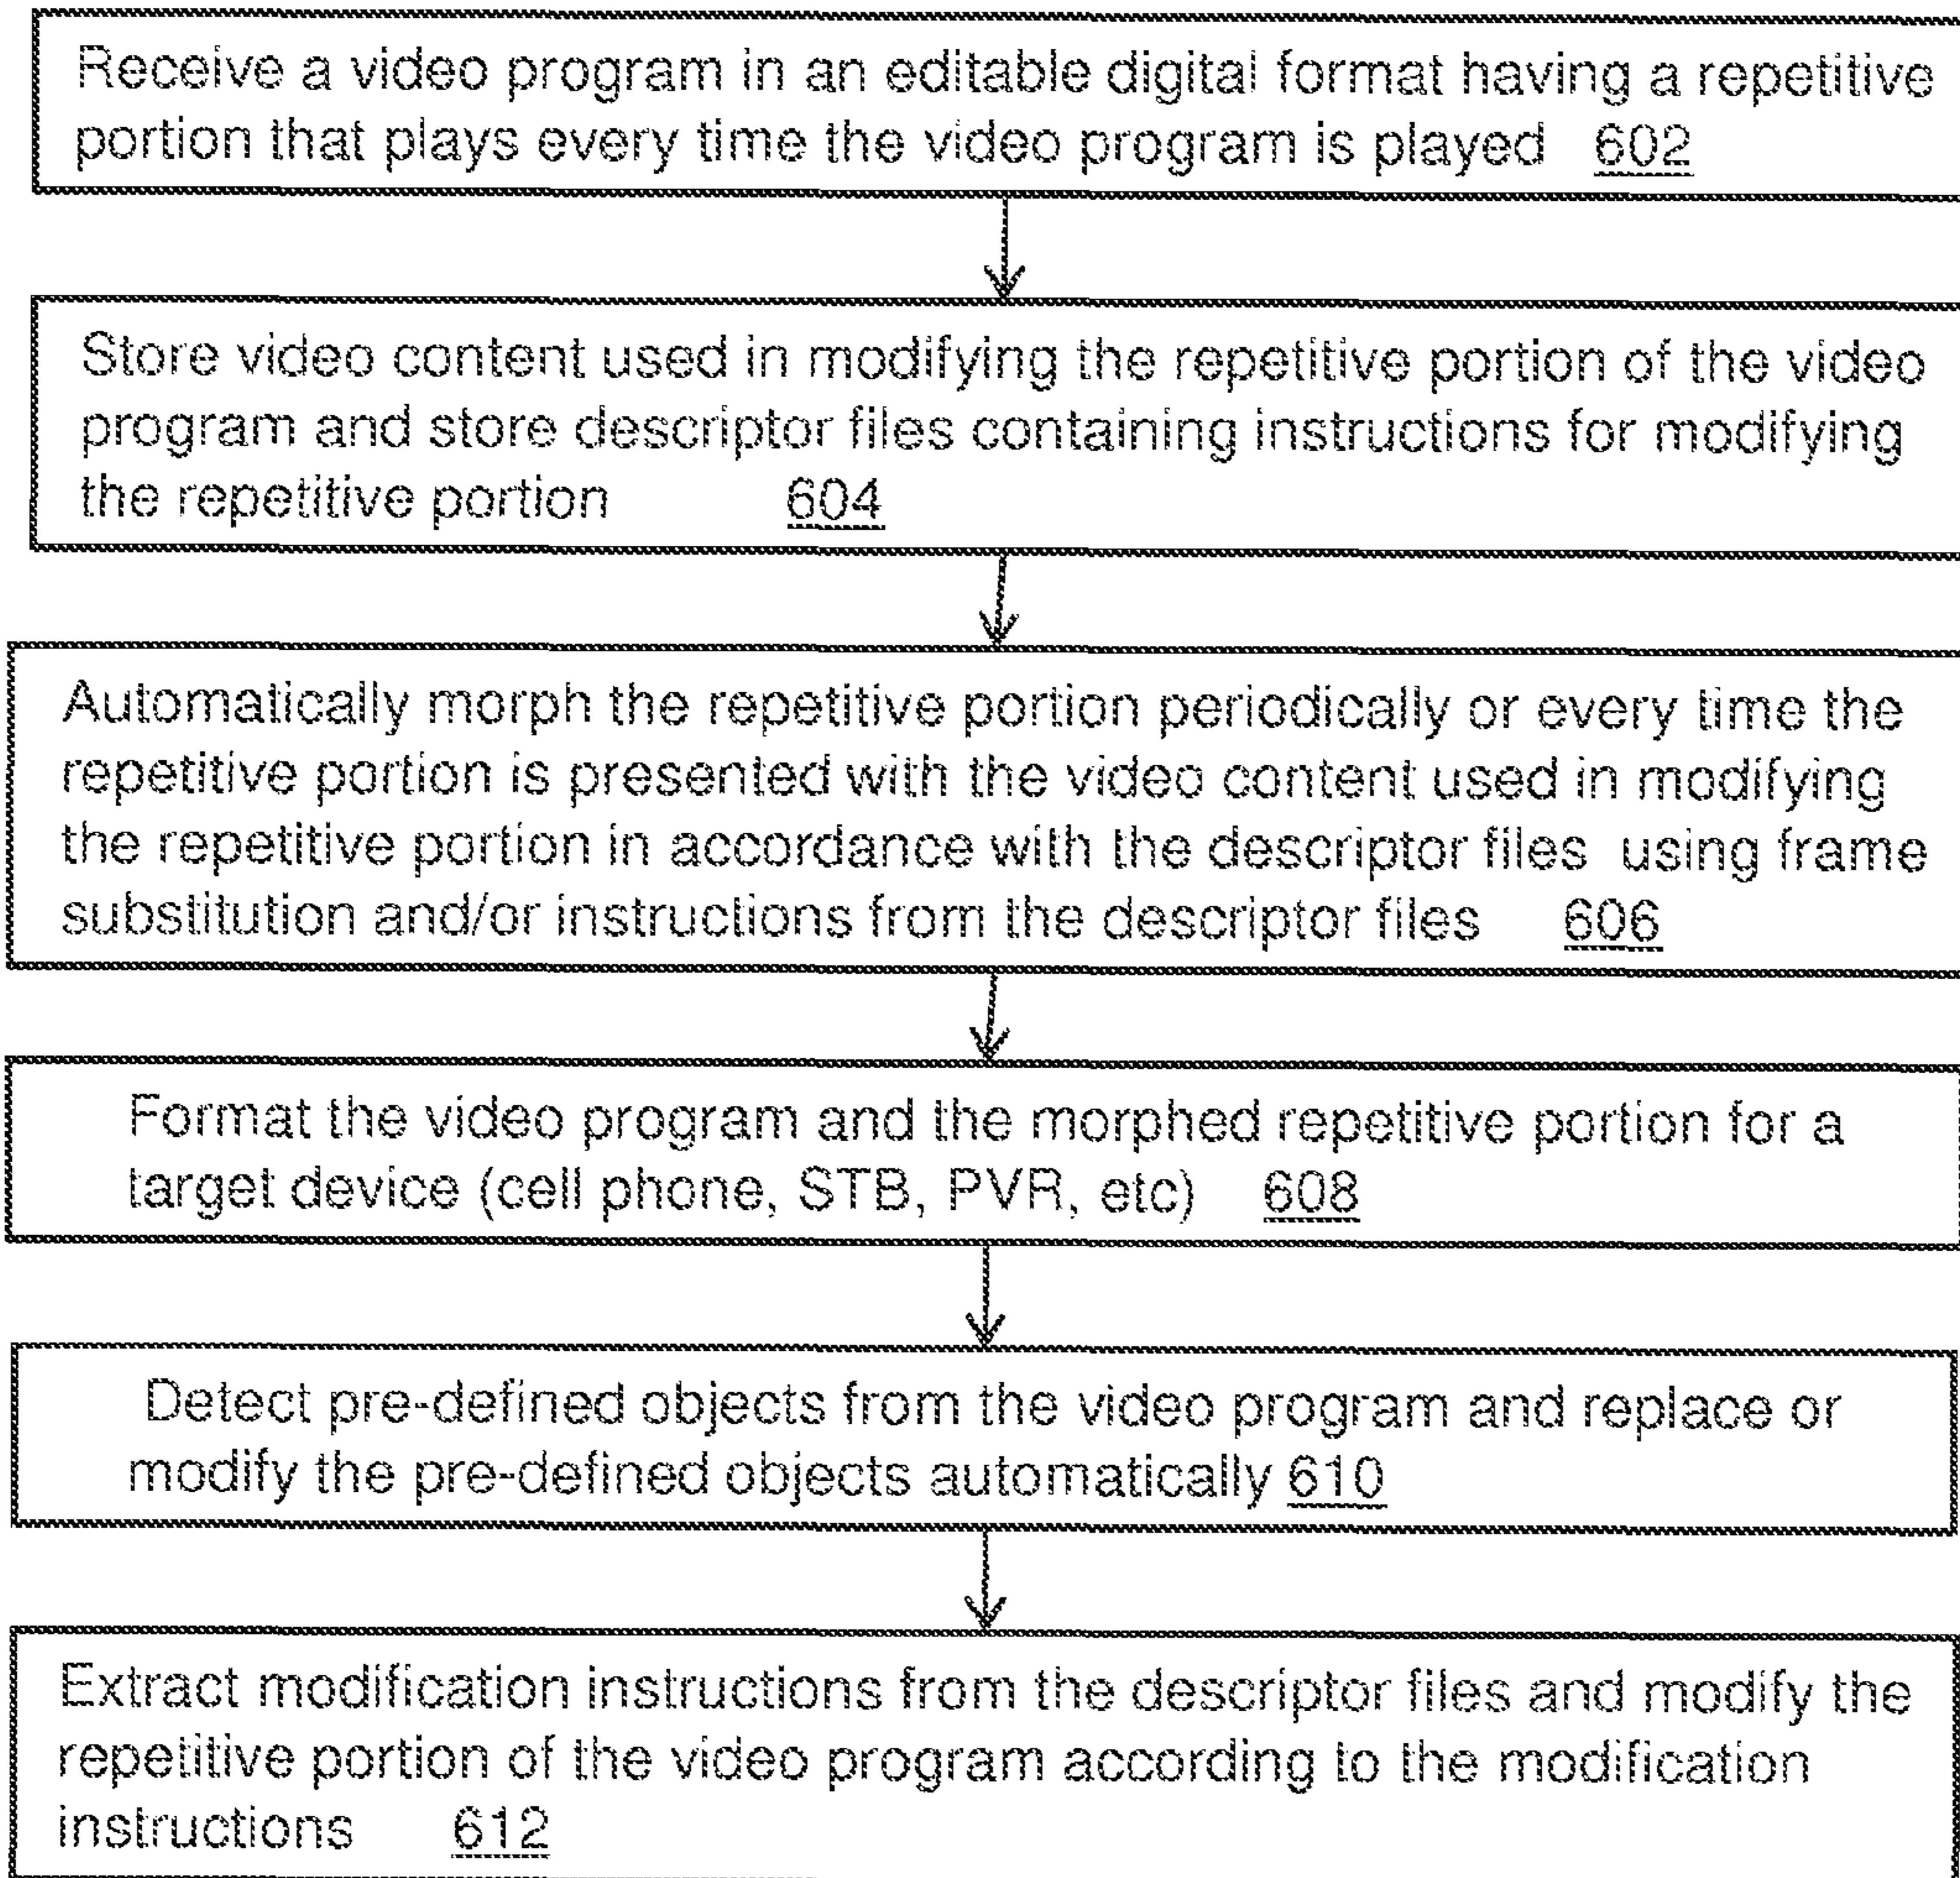 Receive a video program in an editable digital format having a repetitive
portion that plays every time the video program is played 602
Store video content used in modifying the repetitive portion of the video
program and store descriptor files containing instructions for modifying
the repetitive portion 604
Automatically morph the repetitive portion periodically or every time the
repetitive portion is presented with the video content used in modifying
the repetitive portion in accordance with the descriptor files using frame
substitution and/or instructions from the descriptor files 606
Format the video program and the morphed repetitive portion for a
target device (cell phone, STB, PVR, etc) 608
Detect pre-defined objects from the video program and replace or
modify the pre-defined objects automatically 610
Extract modification instructions from the descriptor files and modify the
repetitive portion of the video program according to the modification
instructions 612